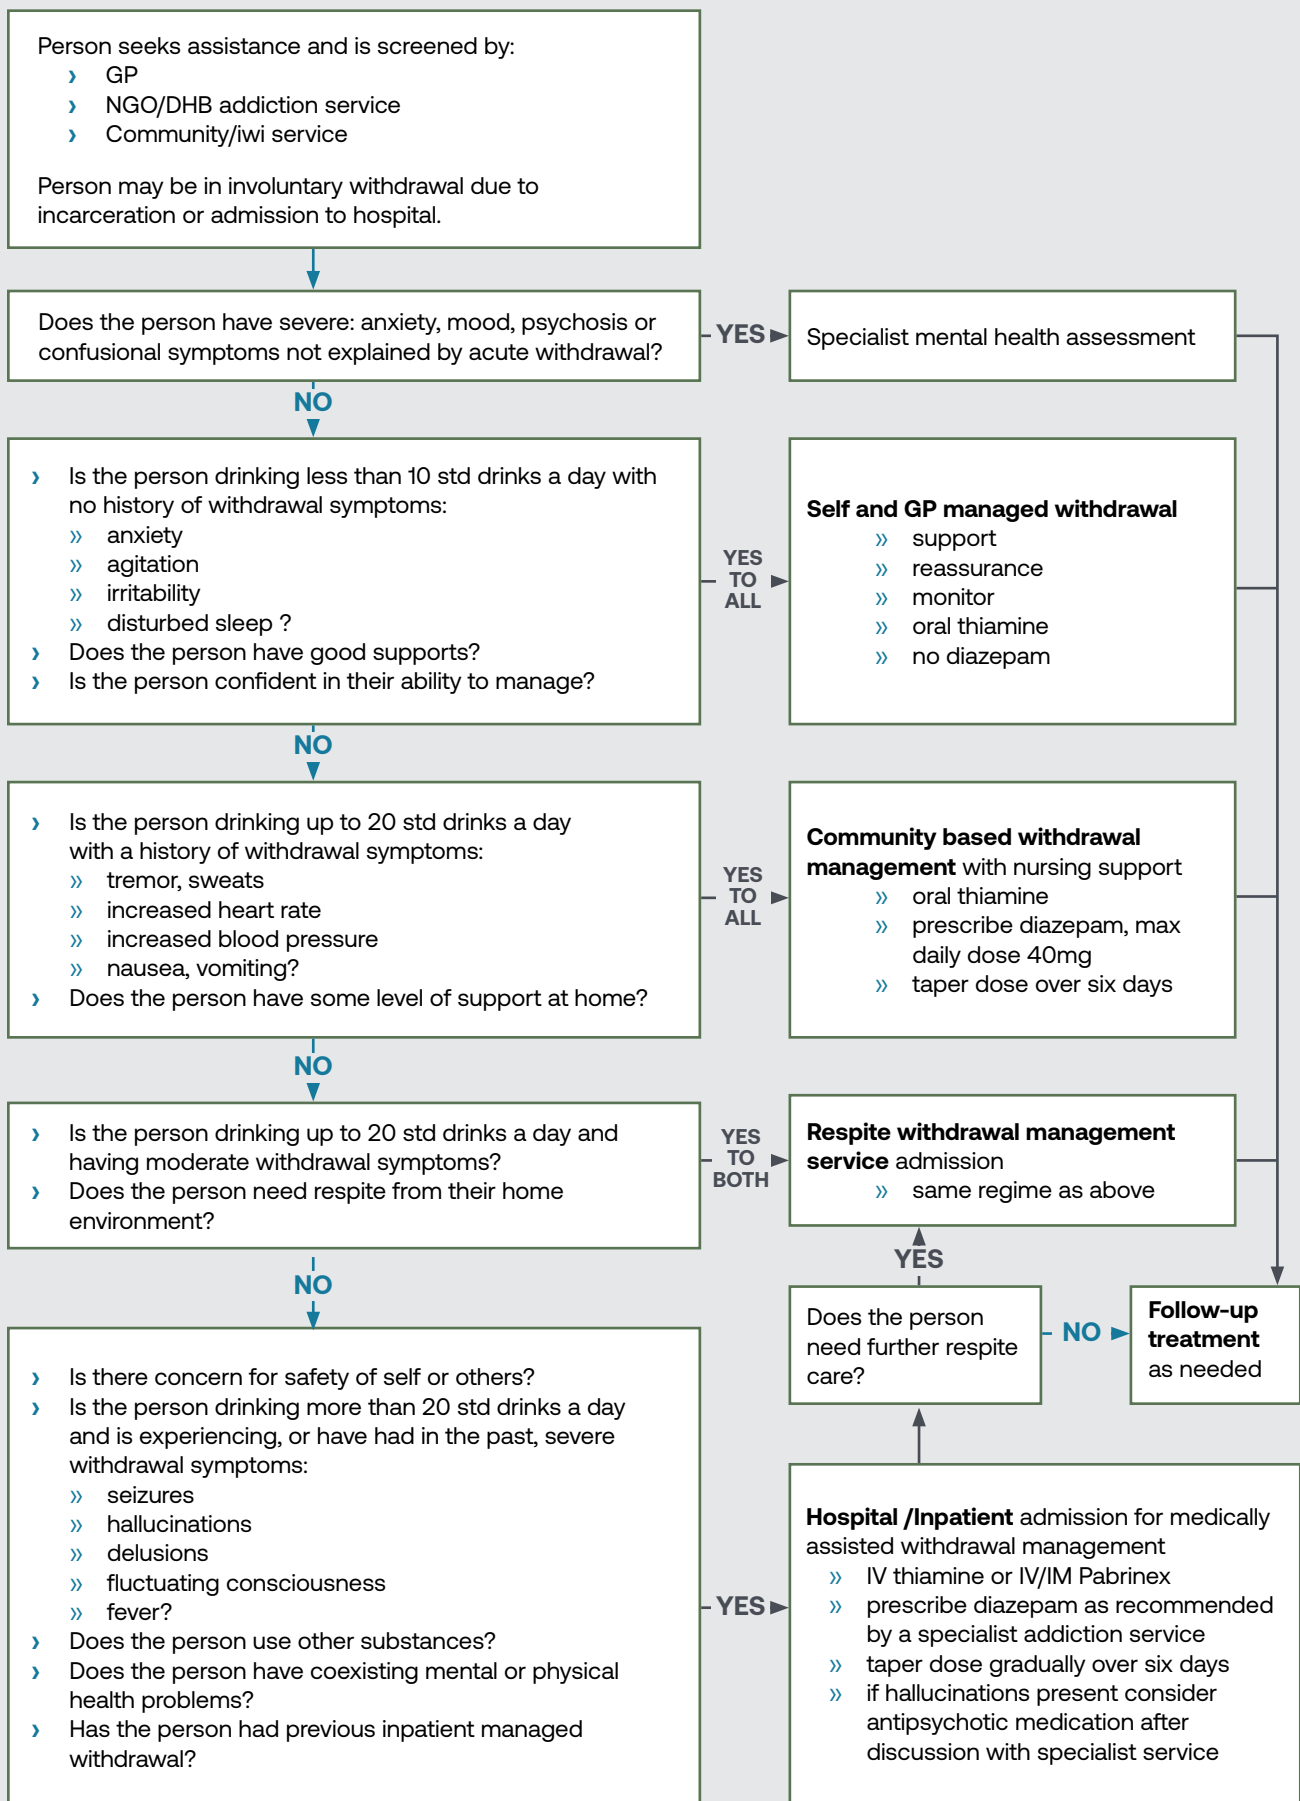 Person seeks assistance and is screened by:
› GP
› NGO/DHB addiction service
› Community/iwi service
Person may be in involuntary withdrawal due to
incarceration or admission to hospital.
Does the person have severe: anxiety, mood, psychosis or
confusional symptoms not explained by acute withdrawal?
YES
Specialist mental health assessment
NO
› Is the person drinking less than 10 std drinks a day with
no history of withdrawal symptoms:
» anxiety
» agitation
» irritability
» disturbed sleep ?
› Does the person have good supports?
› Is the person confident in their ability to manage?
YES
TO
ALL
Self and GP managed withdrawal
» support
» reassurance
» monitor
» oral thiamine
» no diazepam
NO
› Is the person drinking up to 20 std drinks a day
with a history of withdrawal symptoms:
» tremor, sweats
» increased heart rate
» increased blood pressure
» nausea, vomiting?
› Does the person have some level of support at home?
YES
TO
ALL
Community based withdrawal
management with nursing support
» oral thiamine
» prescribe diazepam, max
daily dose 40mg
» taper dose over six days
NO
› Is the person drinking up to 20 std drinks a day and
having moderate withdrawal symptoms?
› Does the person need respite from their home
environment?
YES
TO
BOTH
Respite withdrawal management
service admission
» same regime as above
YES
Does the person
need further respite
care?
NO
Follow-up
treatment
as needed
NO
› Is there concern for safety of self or others?
› Is the person drinking more than 20 std drinks a day
and is experiencing, or have had in the past, severe
withdrawal symptoms:
» seizures
» hallucinations
» delusions
» fluctuating consciousness
» fever?
› Does the person use other substances?
› Does the person have coexisting mental or physical
health problems?
› Has the person had previous inpatient managed
withdrawal?
YES
Hospital /Inpatient admission for medically
assisted withdrawal management
» IV thiamine or IV/IM Pabrinex
» prescribe diazepam as recommended
by a specialist addiction service
» taper dose gradually over six days
» if hallucinations present consider
antipsychotic medication after
discussion with specialist service